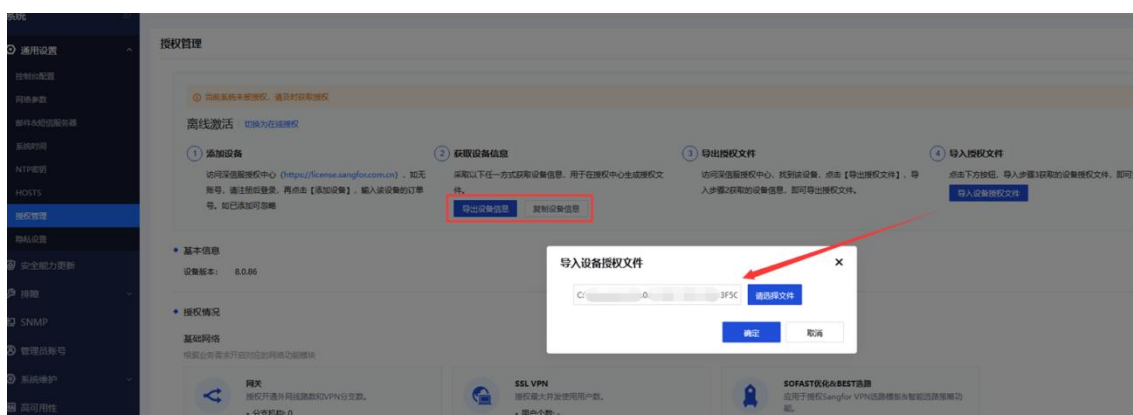 系统
通用设置
控制台配置
网络参数
邮件&短信服务器
系统时间
NTP密钥
HOSTS
授权管理
隐私设置
安全能力更新
排障
SNMP
管理员账号
系统维护
高可用性
授权管理
当前系统未被授权，请及时获取授权
离线激活 切换为在线授权
1 添加设备
访问深信服授权中心（https://license.sangfor.com.cn），如无
账号，请注册后登录，再点击【添加设备】，输入该设备的订单
号。如已添加可忽略
2 获取设备信息
采取以下任一方式获取设备信息，用于在授权中心生成授权文
件。
导出设备信息 复制设备信息
3 导出授权文件
访问深信服授权中心，找到该设备，点击【导出授权文件】，导
入步骤2获取的设备信息，即可导出授权文件。
4 导入授权文件
点击下方按钮，导入步骤3获取的设备授权文件，即可
导入设备授权文件
基本信息
设备版本： 8.0.86
导入设备授权文件
C: .0. 3F5C 请选择文件
确定 取消
授权情况
基础网络
根据业务需求开启对应的网络功能模块
网关
授权开通外网线路数和VPN分支数。
• 分支机构: 0
SSL VPN
授权最大并发使用用户数。
• 用户个数: -
SOFAST优化&BEST选路
应用于授权Sangfor VPN选路模板&智能选路策略功
能。